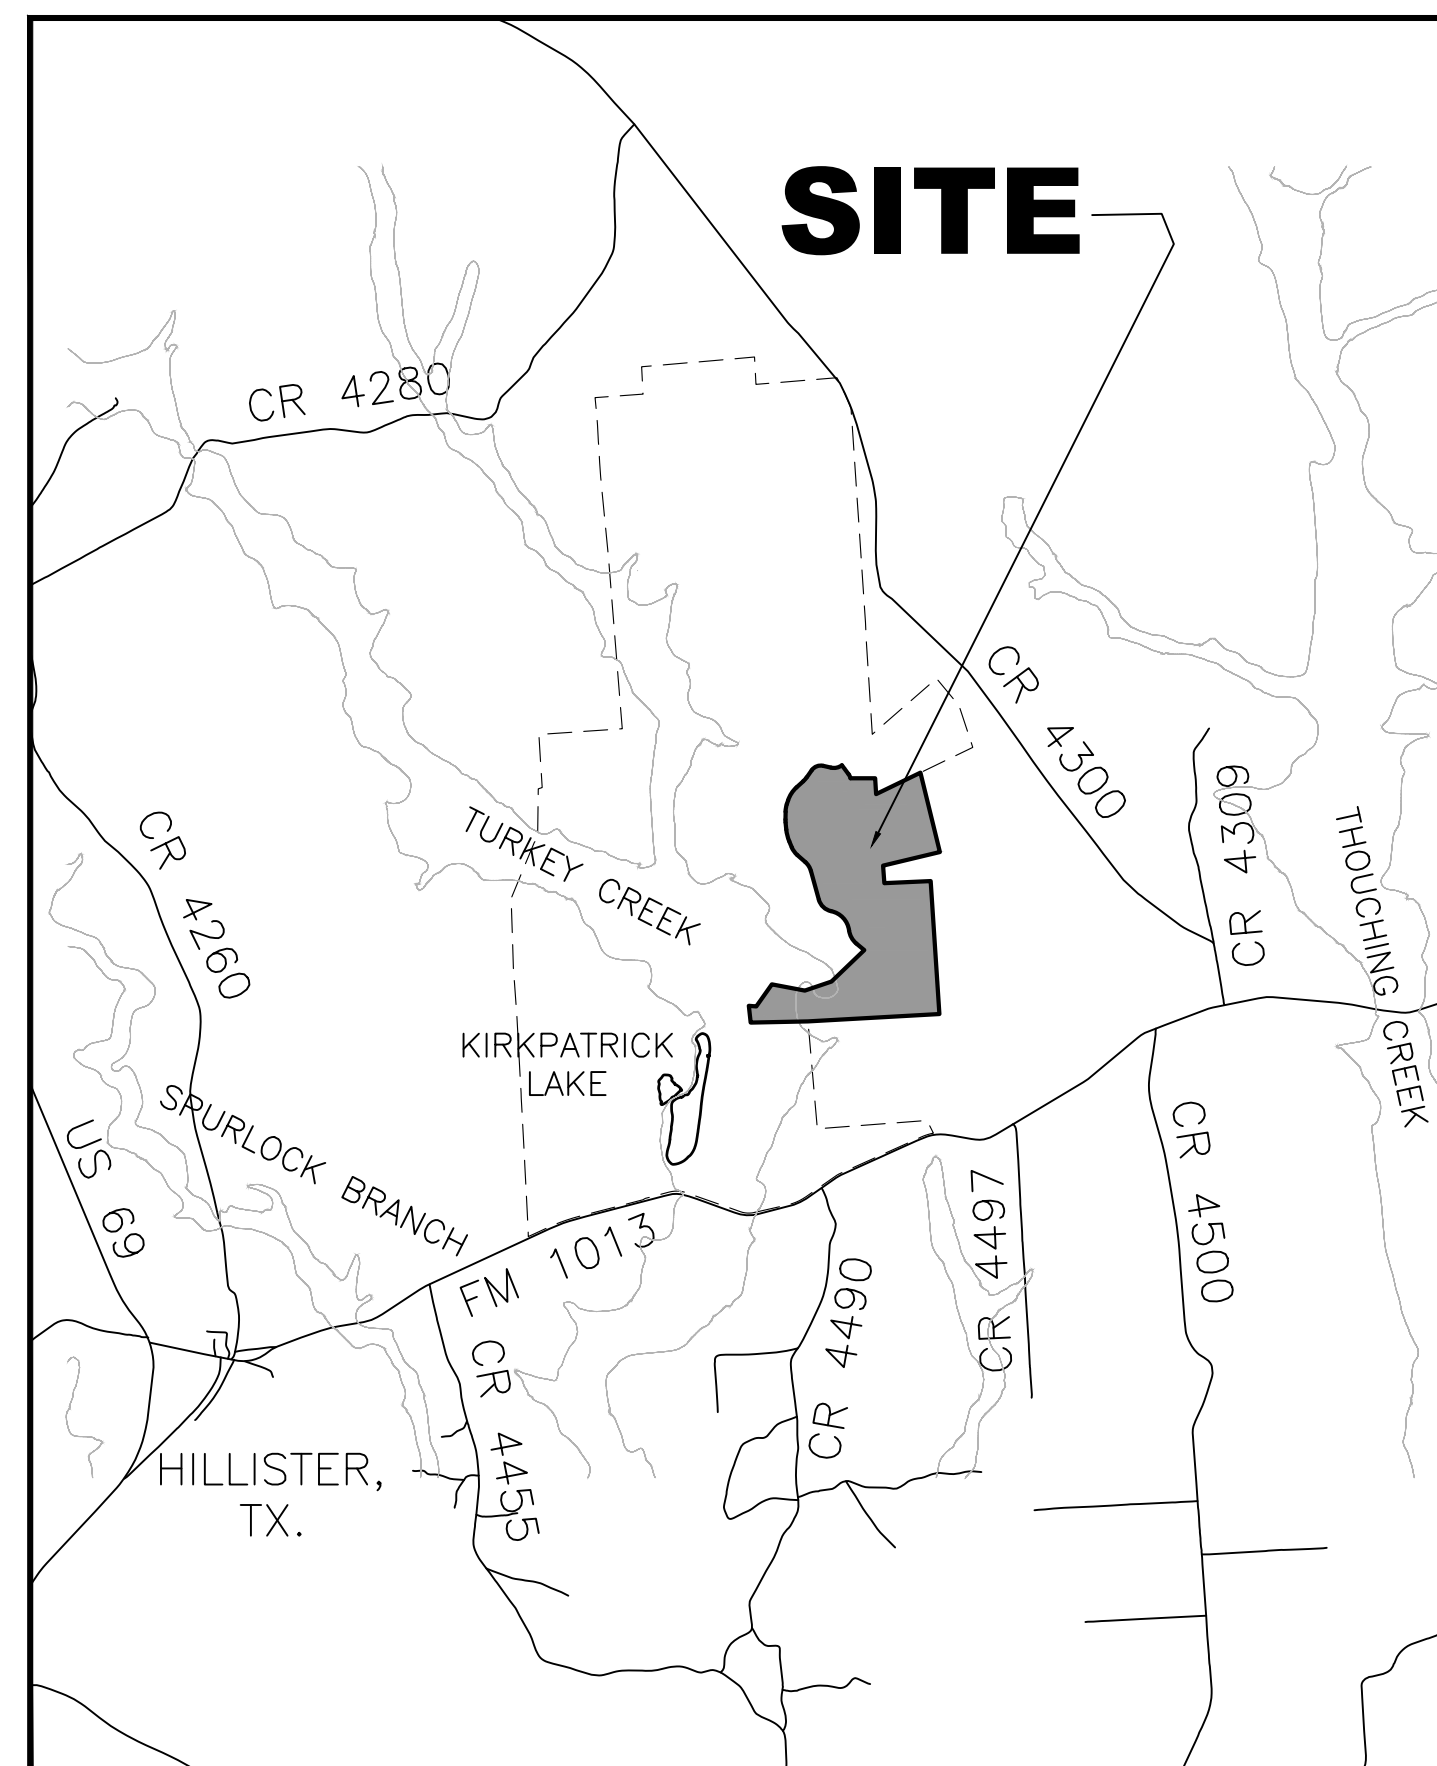 SITE
CR 4280
CR 4300
CR 4309
THOUCHING CREEK
TURKEY CREEK
CR 4260
KIRKPATRICK
LAKE
SPURLOCK BRANCH
US 69
FM 1013
CR 4497
CR 4500
CR 4490
CR 4455
HILLISTER,
TX.